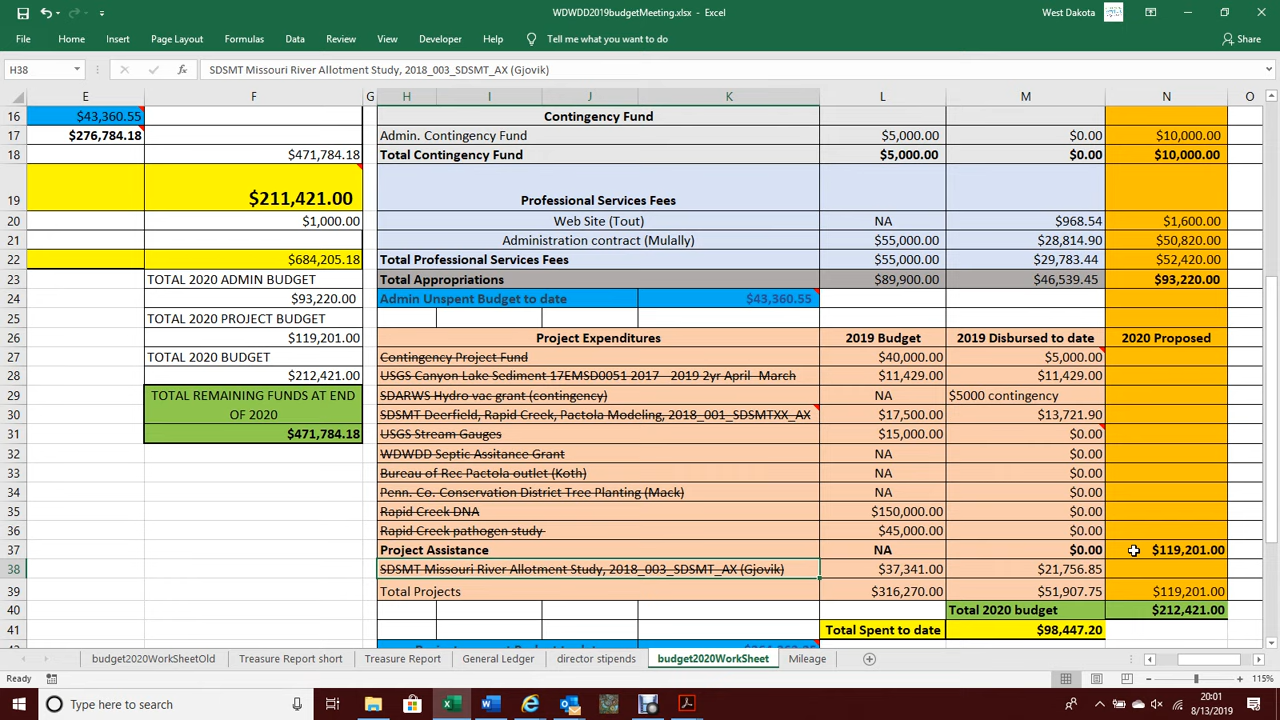 WDWDD2019budgetMeeting.xlsx - Excel
West Dakota
File Home Insert Page Layout Formulas Data Review View Developer Help Tell me what you want to do Share
H38 fx SDSMT Missouri River Allotment Study, 2018_003_SDSMT_AX (Gjovik)
E F G H I J K L M N O
16 $43,360.55 Contingency Fund
17 $276,784.18 Admin. Contingency Fund $5,000.00 $0.00 $10,000.00
18 $471,784.18 Total Contingency Fund $5,000.00 $0.00 $10,000.00
19 $211,421.00 Professional Services Fees
20 $1,000.00 Web Site (Tout) NA $968.54 $1,600.00
21 Administration contract (Mulally) $55,000.00 $28,814.90 $50,820.00
22 $684,205.18 Total Professional Services Fees $55,000.00 $29,783.44 $52,420.00
23 TOTAL 2020 ADMIN BUDGET Total Appropriations $89,900.00 $46,539.45 $93,220.00
24 $93,220.00 Admin Unspent Budget to date $43,360.55
25 TOTAL 2020 PROJECT BUDGET
26 $119,201.00 Project Expenditures 2019 Budget 2019 Disbursed to date 2020 Proposed
27 TOTAL 2020 BUDGET Contingency Project Fund $40,000.00 $5,000.00
28 $212,421.00 USGS Canyon Lake Sediment 17EMSD0051 2017 - 2019 2yr April- March $11,429.00 $11,429.00
29 TOTAL REMAINING FUNDS AT END SDARWS Hydro vac grant (contingency) NA $5000 contingency
30 OF 2020 SDSMT Deerfield, Rapid Creek, Pactola Modeling, 2018_001_SDSMTXX_AX $17,500.00 $13,721.90
31 $471,784.18 USGS Stream Gauges $15,000.00 $0.00
32 WDWDD Septic Assitance Grant NA $0.00
33 Bureau of Rec Pactola outlet (Koth) NA $0.00
34 Penn. Co. Conservation District Tree Planting (Mack) NA $0.00
35 Rapid Creek DNA $150,000.00 $0.00
36 Rapid Creek pathogen study $45,000.00 $0.00
37 Project Assistance NA $0.00 $119,201.00
38 SDSMT Missouri River Allotment Study, 2018_003_SDSMT_AX (Gjovik) $37,341.00 $21,756.85
39 Total Projects $316,270.00 $51,907.75 $119,201.00
40 Total 2020 budget $212,421.00
41 Total Spent to date $98,447.20
budget2020WorkSheetOld Treasure Report short Treasure Report General Ledger director stipends budget2020WorkSheet Mileage
Ready 115%
Type here to search
20:01
8/13/2019